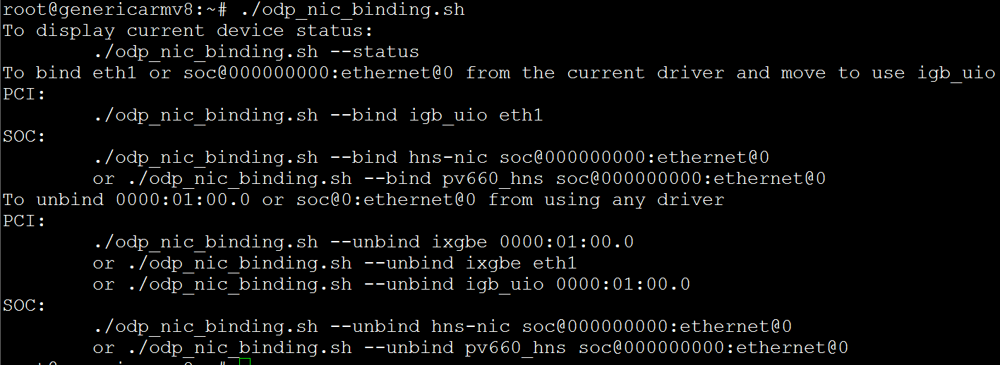 root@genericarmv8:~# ./odp_nic_binding.sh
To display current device status:
./odp_nic_binding.sh --status
To bind eth1 or soc@000000000:ethernet@0 from the current driver and move to use igb_uio
PCI:
./odp_nic_binding.sh --bind igb_uio eth1
SOC:
./odp_nic_binding.sh --bind hns-nic soc@000000000:ethernet@0
or ./odp_nic_binding.sh --bind pv660_hns soc@000000000:ethernet@0
To unbind 0000:01:00.0 or soc@0:ethernet@0 from using any driver
PCI:
./odp_nic_binding.sh --unbind ixgbe 0000:01:00.0
or ./odp_nic_binding.sh --unbind ixgbe eth1
or ./odp_nic_binding.sh --unbind igb_uio 0000:01:00.0
SOC:
./odp_nic_binding.sh --unbind hns-nic soc@000000000:ethernet@0
or ./odp_nic_binding.sh --unbind pv660_hns soc@000000000:ethernet@0